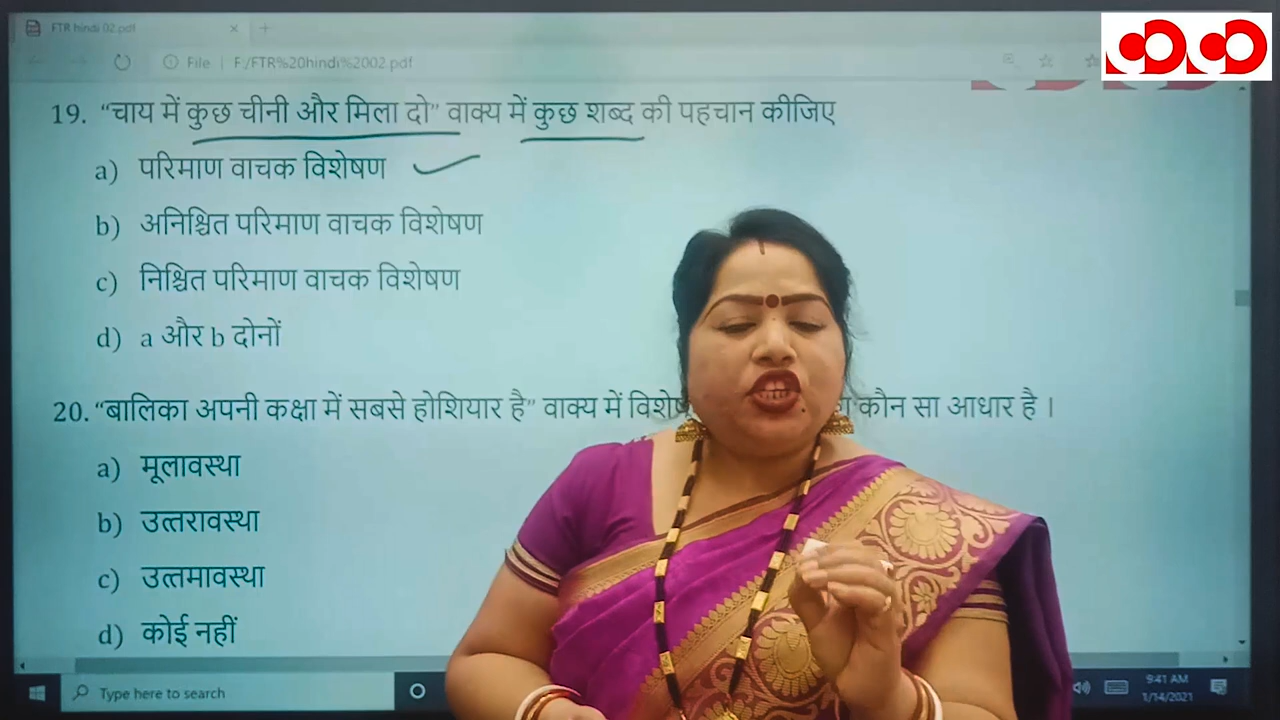 FTR hindi 02.pdf
File | F:/FTR%20hindi%2002.pdf
19. “चाय में कुछ चीनी और मिला दो” वाक्य में कुछ शब्द की पहचान कीजिए
a) परिमाण वाचक विशेषण
b) अनिश्चित परिमाण वाचक विशेषण
c) निश्चित परिमाण वाचक विशेषण
d) a और b दोनों
20. “बालिका अपनी कक्षा में सबसे होशियार है” वाक्य में कौन सा आधार है ।
a) मूलावस्था
b) उत्तरावस्था
c) उत्तमावस्था
d) कोई नहीं
Type here to search
9:41 AM
1/14/2021